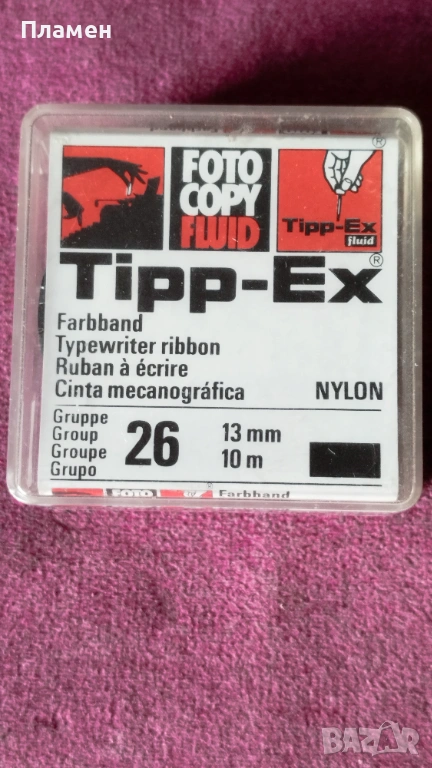 Пламен
®
FOTO
COPY
FLUID
Tipp-Ex
fluid
Tipp-Ex®
Farbband
Typewriter ribbon
Ruban à écrire
Cinta mecanográfica NYLON
Gruppe
Group
Groupe
Grupo
26
13 mm
10 m
FOTO Farbband
BAZAR